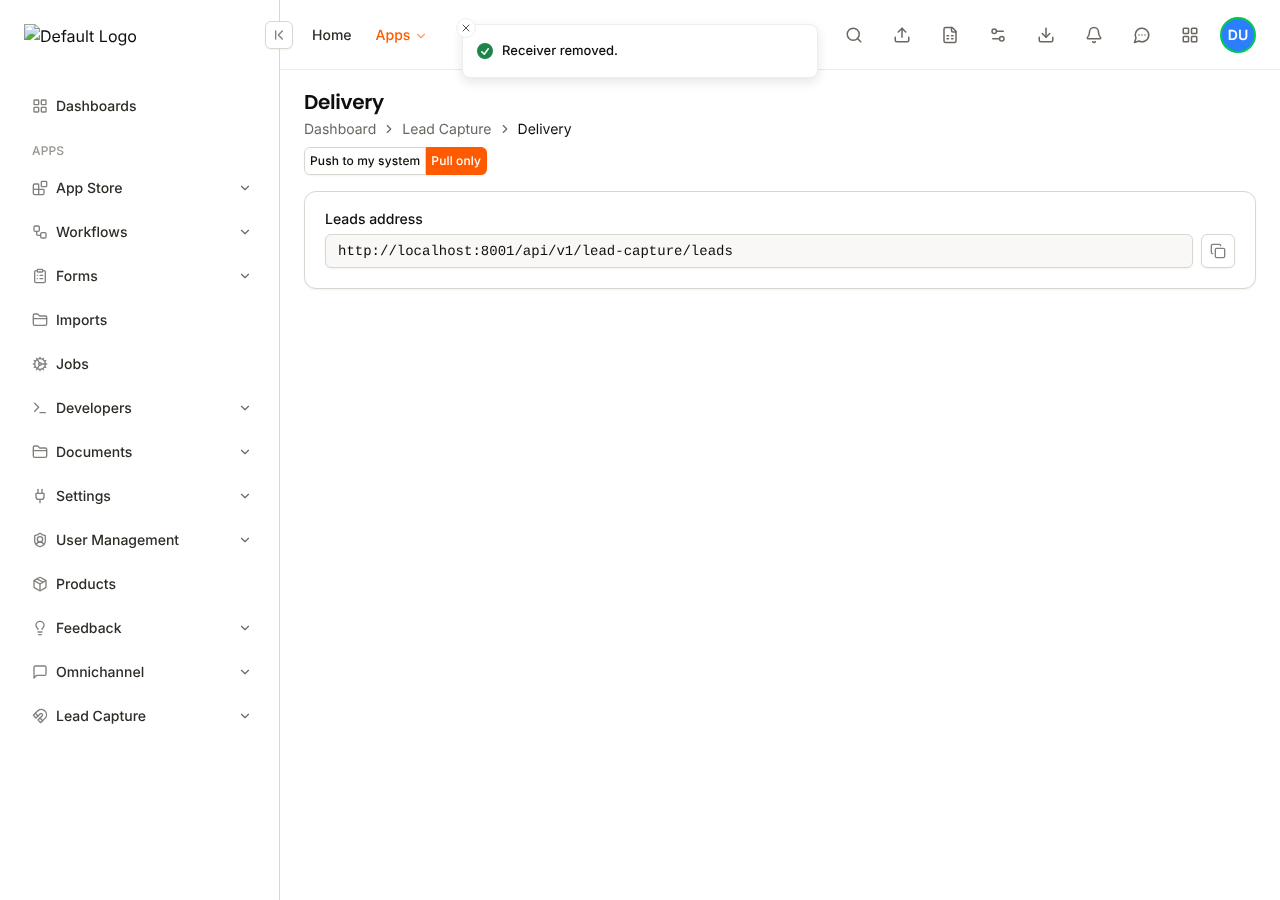 Default Logo
Home
Apps
Receiver removed.
DU
Dashboards
APPS
App Store
Workflows
Forms
Imports
Jobs
Developers
Documents
Settings
User Management
Products
Feedback
Omnichannel
Lead Capture
Delivery
Dashboard
Lead Capture
Delivery
Push to my system
Pull only
Leads address
http://localhost:8001/api/v1/lead-capture/leads